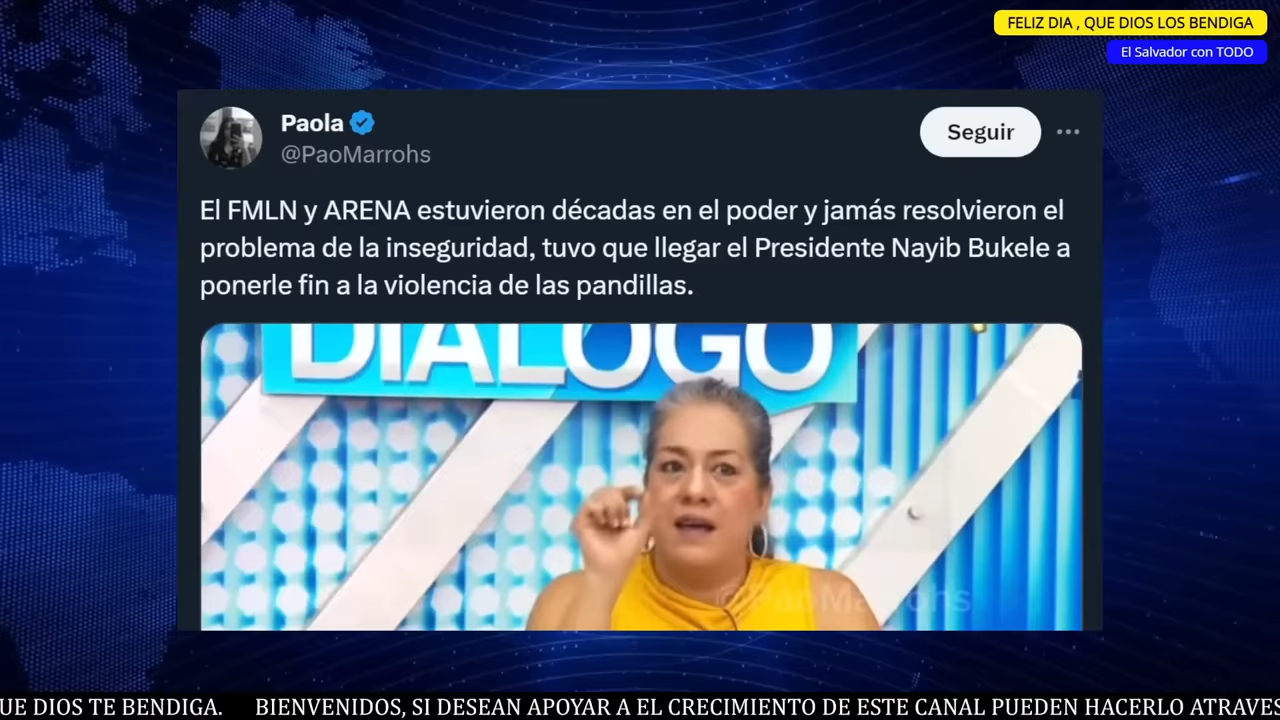 FELIZ DIA , QUE DIOS LOS BENDIGA
El Salvador con TODO
Paola
@PaoMarrohs
Seguir
El FMLN y ARENA estuvieron décadas en el poder y jamás resolvieron el
problema de la inseguridad, tuvo que llegar el Presidente Nayib Bukele a
ponerle fin a la violencia de las pandillas.
DIALOGO
@PaoMarrohs
UE DIOS TE BENDIGA. BIENVENIDOS, SI DESEAN APOYAR A EL CRECIMIENTO DE ESTE CANAL PUEDEN HACERLO ATRAVES